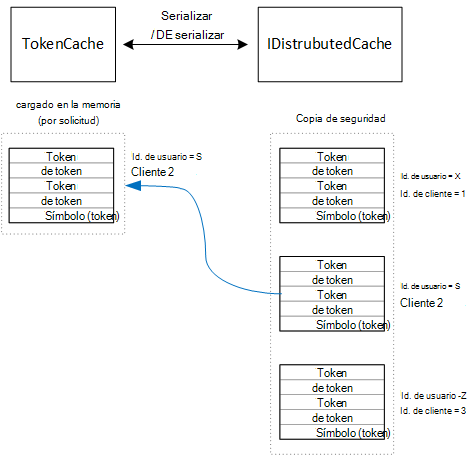 Serializar
/ DE serializar
TokenCache
IDistrubutedCache
cargado en la memoria
(por solicitud)
Copia de seguridad
Token
de token
Token
de token
Símbolo (token)
Id. de usuario = S
Cliente 2
Token
de token
Token
de token
Símbolo (token)
Id. de usuario = X
Id. de cliente = 1
Token
de token
Token
de token
Símbolo (token)
Id. de usuario = S
Cliente 2
Token
de token
Token
de token
Símbolo (token)
Id. de usuario -Z
Id. de cliente = 3